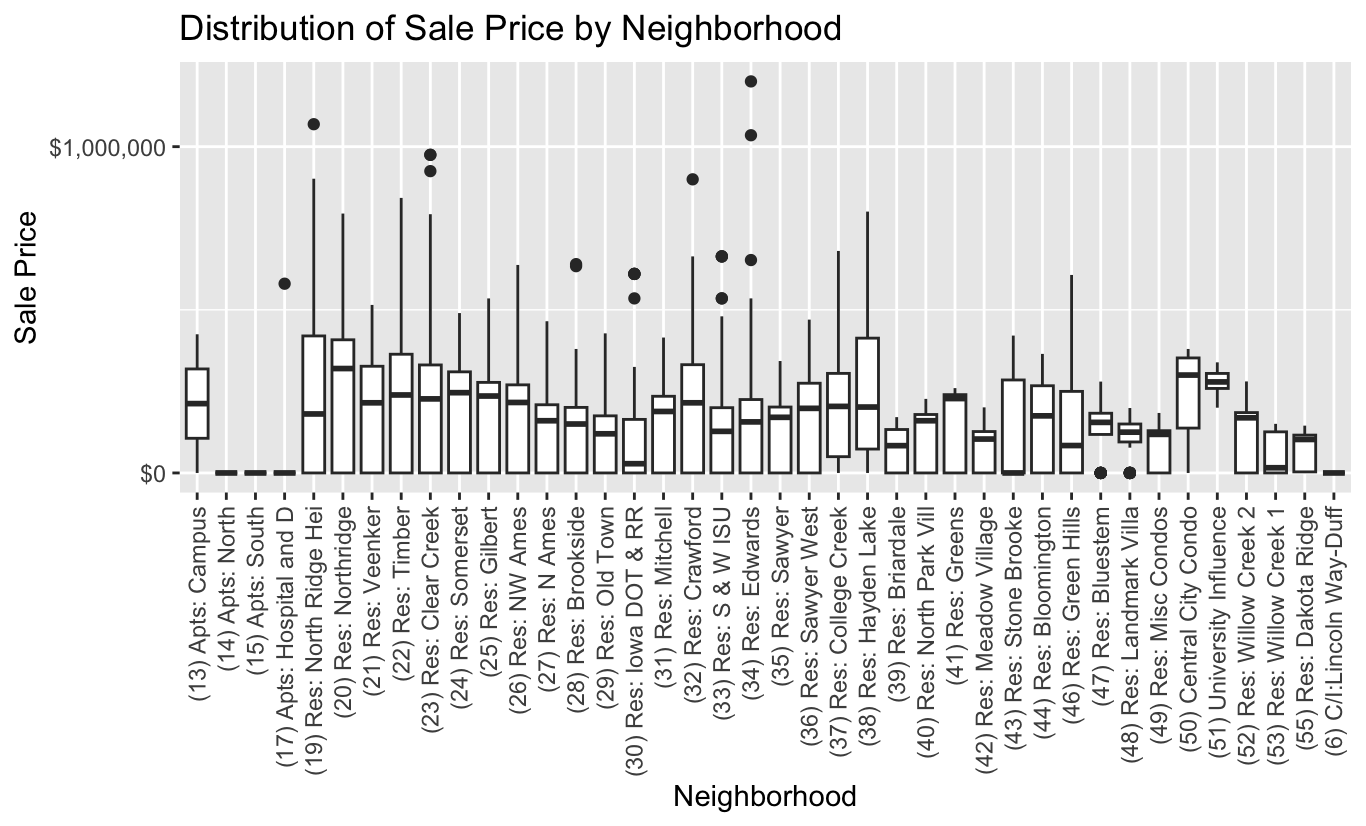 Distribution of Sale Price by Neighborhood
Sale Price
$1,000,000
$0
(13) Apts: Campus
(14) Apts: North
(15) Apts: South
(17) Apts: Hospital and D
(19) Res: North Ridge Hei
(20) Res: Northridge
(21) Res: Veenker
(22) Res: Timber
(23) Res: Clear Creek
(24) Res: Somerset
(25) Res: Gilbert
(26) Res: NW Ames
(27) Res: N Ames
(28) Res: Brookside
(29) Res: Old Town
(30) Res: Iowa DOT & RR
(31) Res: Mitchell
(32) Res: Crawford
(33) Res: S & W ISU
(34) Res: Edwards
(35) Res: Sawyer
(36) Res: Sawyer West
(37) Res: College Creek
(38) Res: Hayden Lake
(39) Res: Briardale
(40) Res: North Park Vill
(41) Res: Greens
(42) Res: Meadow Village
(43) Res: Stone Brooke
(44) Res: Bloomington
(46) Res: Green Hills
(47) Res: Bluestem
(48) Res: Landmark Villa
(49) Res: Misc Condos
(50) Central City Condo
(51) University Influence
(52) Res: Willow Creek 2
(53) Res: Willow Creek 1
(55) Res: Dakota Ridge
(6) C/I:Lincoln Way-Duff
Neighborhood